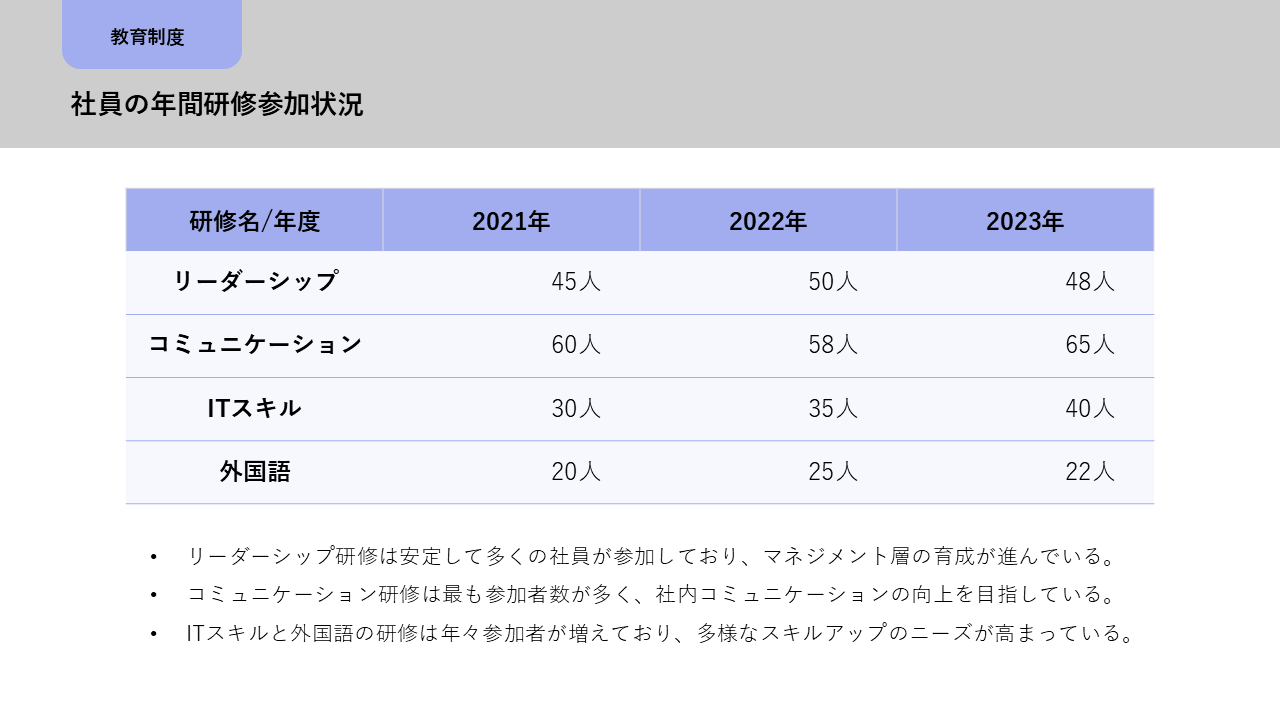 教育制度
社員の年間研修参加状況
研修名/年度 2021年 2022年 2023年
リーダーシップ 45人 50人 48人
コミュニケーション 60人 58人 65人
ITスキル 30人 35人 40人
外国語 20人 25人 22人
• リーダーシップ研修は安定して多くの社員が参加しており、マネジメント層の育成が進んでいる。
• コミュニケーション研修は最も参加者数が多く、社内コミュニケーションの向上を目指している。
• ITスキルと外国語の研修は年々参加者が増えており、多様なスキルアップのニーズが高まっている。